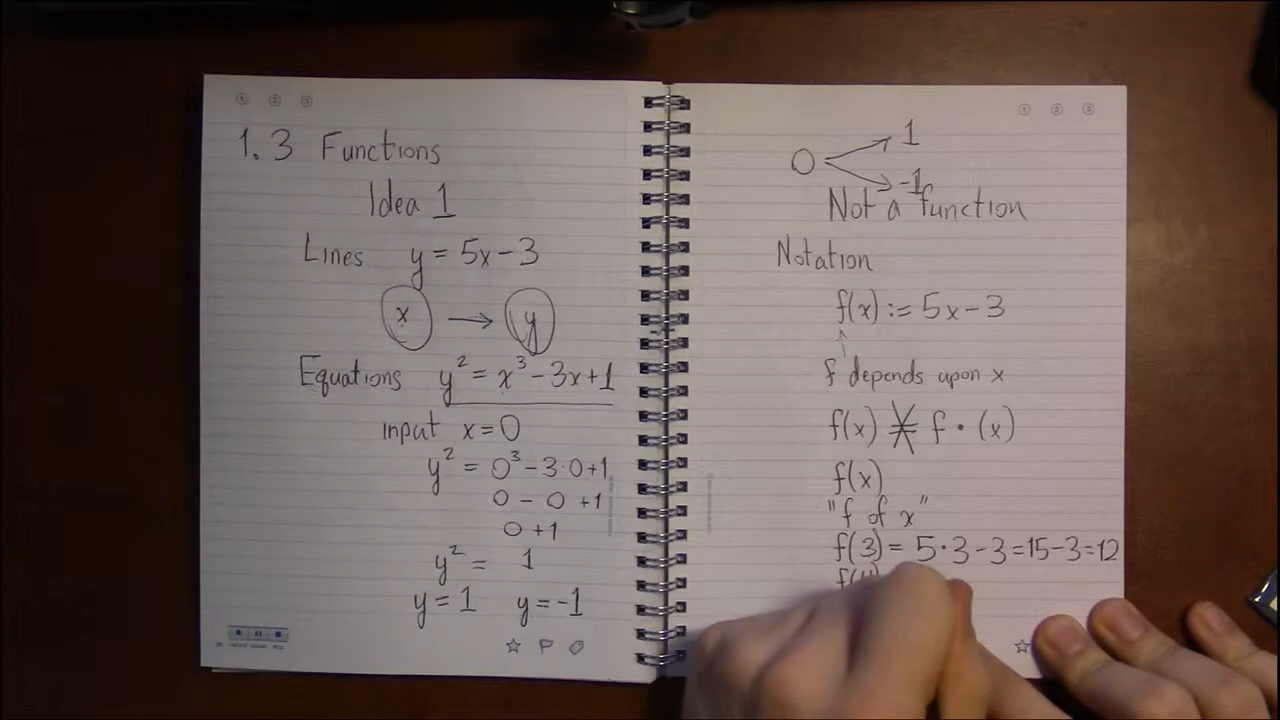 1.3 Functions
Idea 1
Lines y = 5x - 3
x → y
Equations y² = x³ - 3x + 1
input x = 0
y² = 0³ - 3·0 + 1
0 - 0 + 1
0 + 1
y² = 1
y = 1 y = -1
0 → 1
→ -1
Not a function
Notation
f(x) := 5x - 3
f depends upon x
f(x) ≠ f · (x)
f(x)
"f of x"
f(3) = 5·3 - 3 = 15 - 3 = 12
f(4)